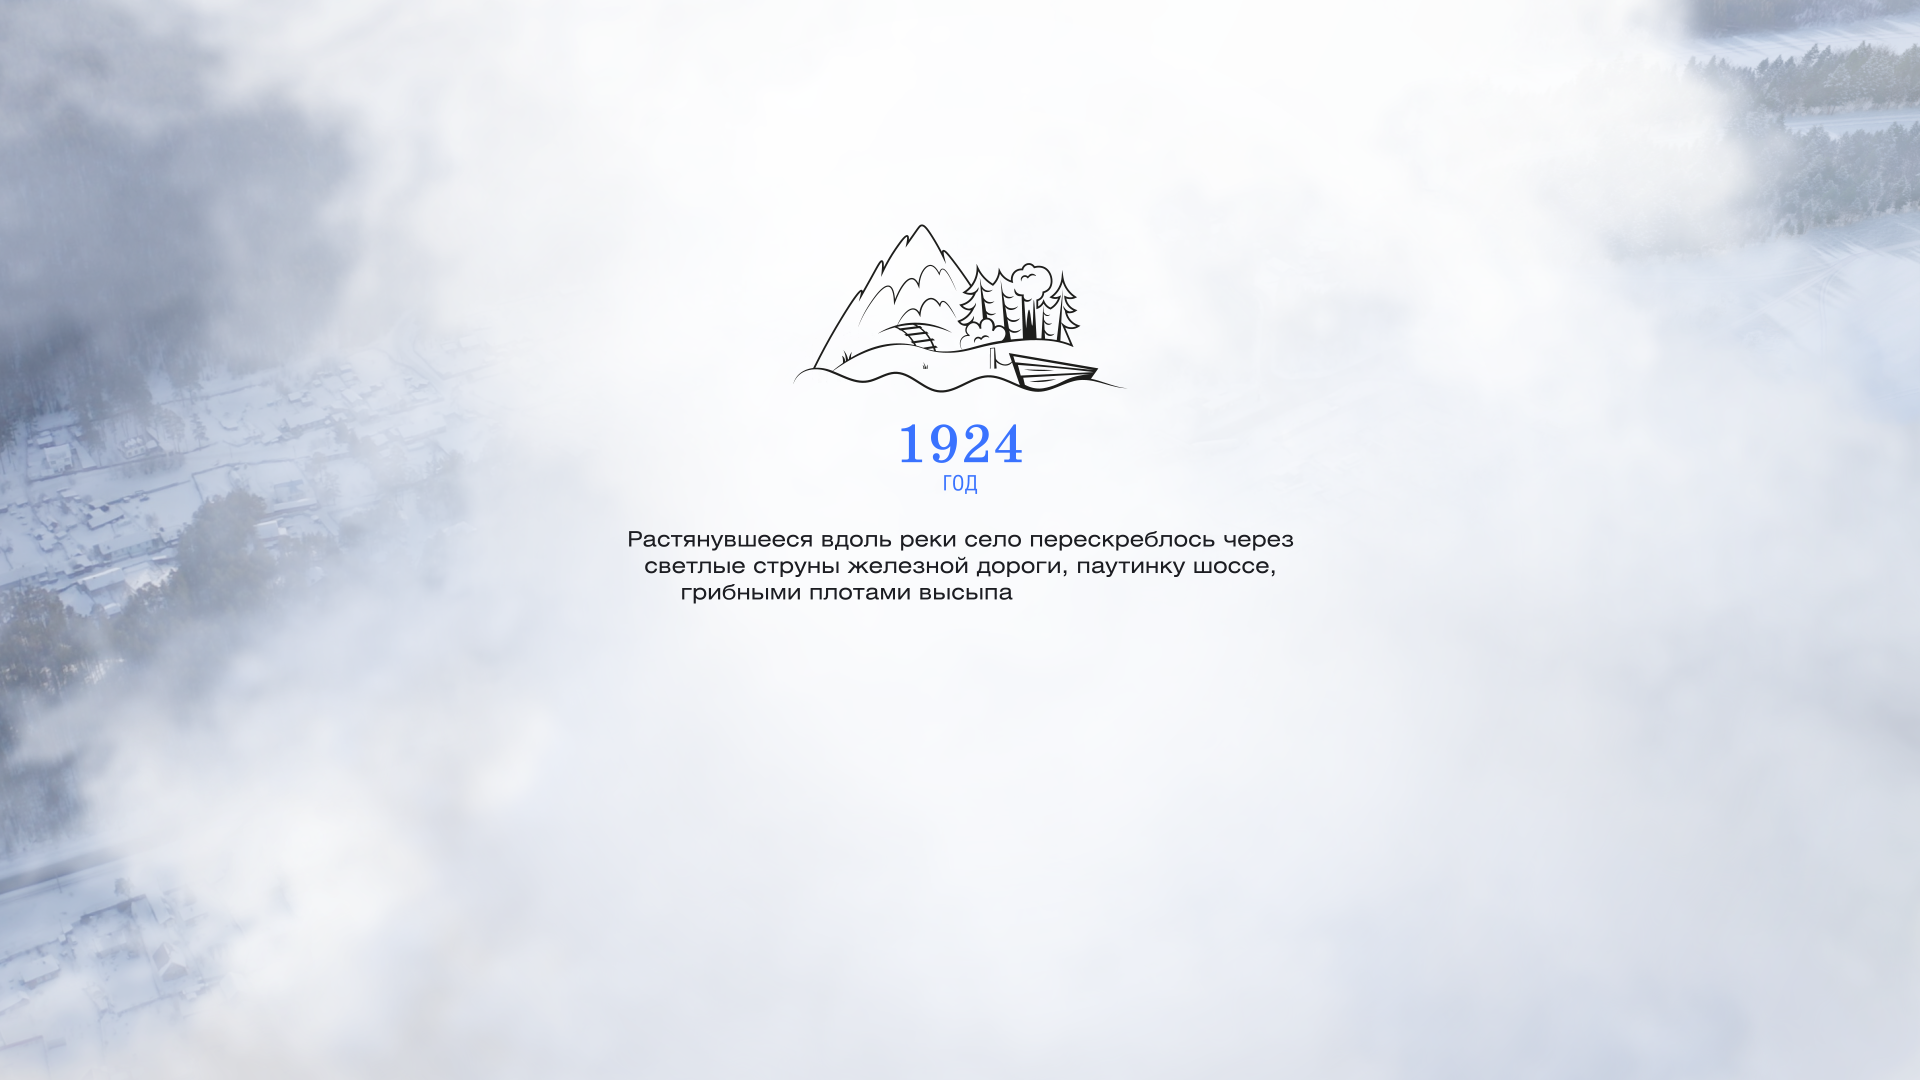 1924
ГОД
Растянувшееся вдоль реки село перескреблось через
светлые струны железной дороги, паутинку шоссе,
грибными плотами высыпа